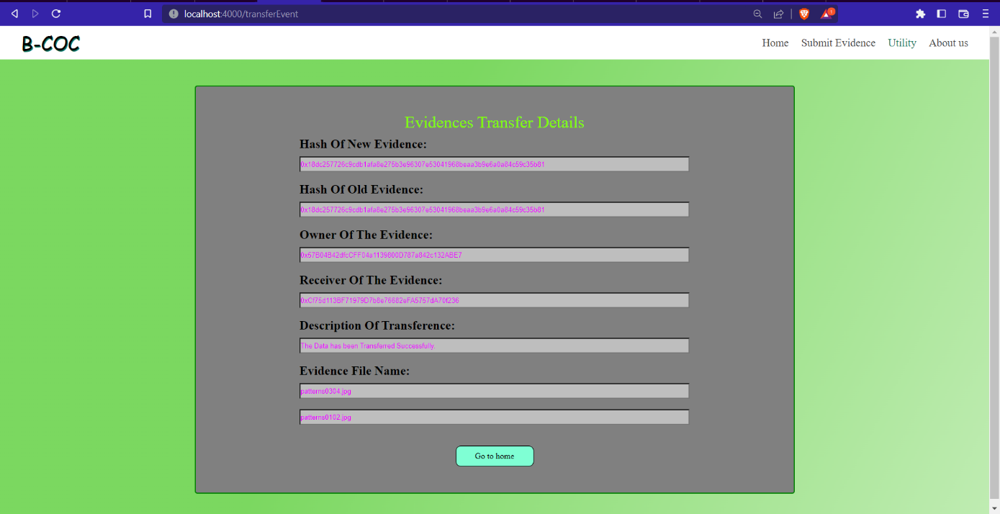 localhost:4000/transferEvent
1
B-COC
Home Submit Evidence Utility About us
Evidences Transfer Details
Hash Of New Evidence:
0x18dc257726c9cdb1afa8e275b3e96307e53041968beaa3b9e6a0a84c59c35b81
Hash Of Old Evidence:
0x18dc257726c9cdb1afa8e275b3e96307e53041968beaa3b9e6a0a84c59c35b81
Owner Of The Evidence:
0x57B04B42dfcCFF04a1139800D787a842c132ABE7
Receiver Of The Evidence:
0xCf75d113BF71979D7b8e76682eFA5757dA70f236
Description Of Transference:
The Data has been Transferred Successfully.
Evidence File Name:
patterns0304.jpg
patterns0102.jpg
Go to home